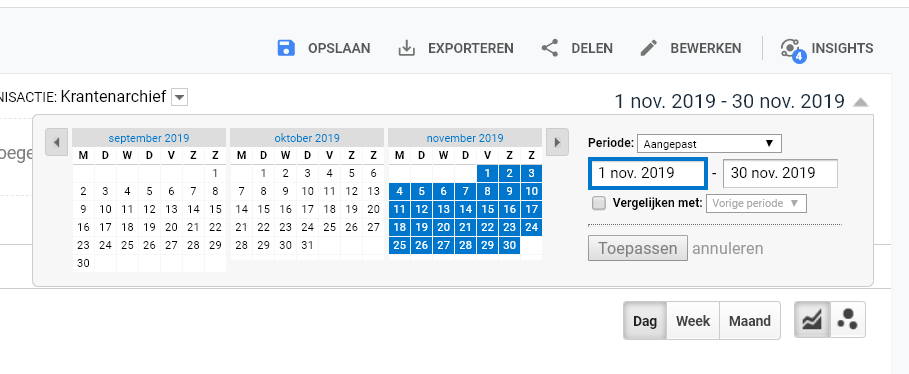 OPSLAAN EXPORTEREN DELEN BEWERKEN 4 INSIGHTS
NISACTIE: Krantenarchief
1 nov. 2019 - 30 nov. 2019
oege
september 2019 oktober 2019 november 2019
M D W D V Z Z M D W D V Z Z M D W D V Z Z
1 1 2 3 4 5 6 1 2 3
2 3 4 5 6 7 8 7 8 9 10 11 12 13 4 5 6 7 8 9 10
9 10 11 12 13 14 15 14 15 16 17 18 19 20 11 12 13 14 15 16 17
16 17 18 19 20 21 22 21 22 23 24 25 26 27 18 19 20 21 22 23 24
23 24 25 26 27 28 29 28 29 30 31 25 26 27 28 29 30
30
Periode: Aangepast
1 nov. 2019 - 30 nov. 2019
Vergelijken met: Vorige periode
Toepassen annuleren
Dag Week Maand